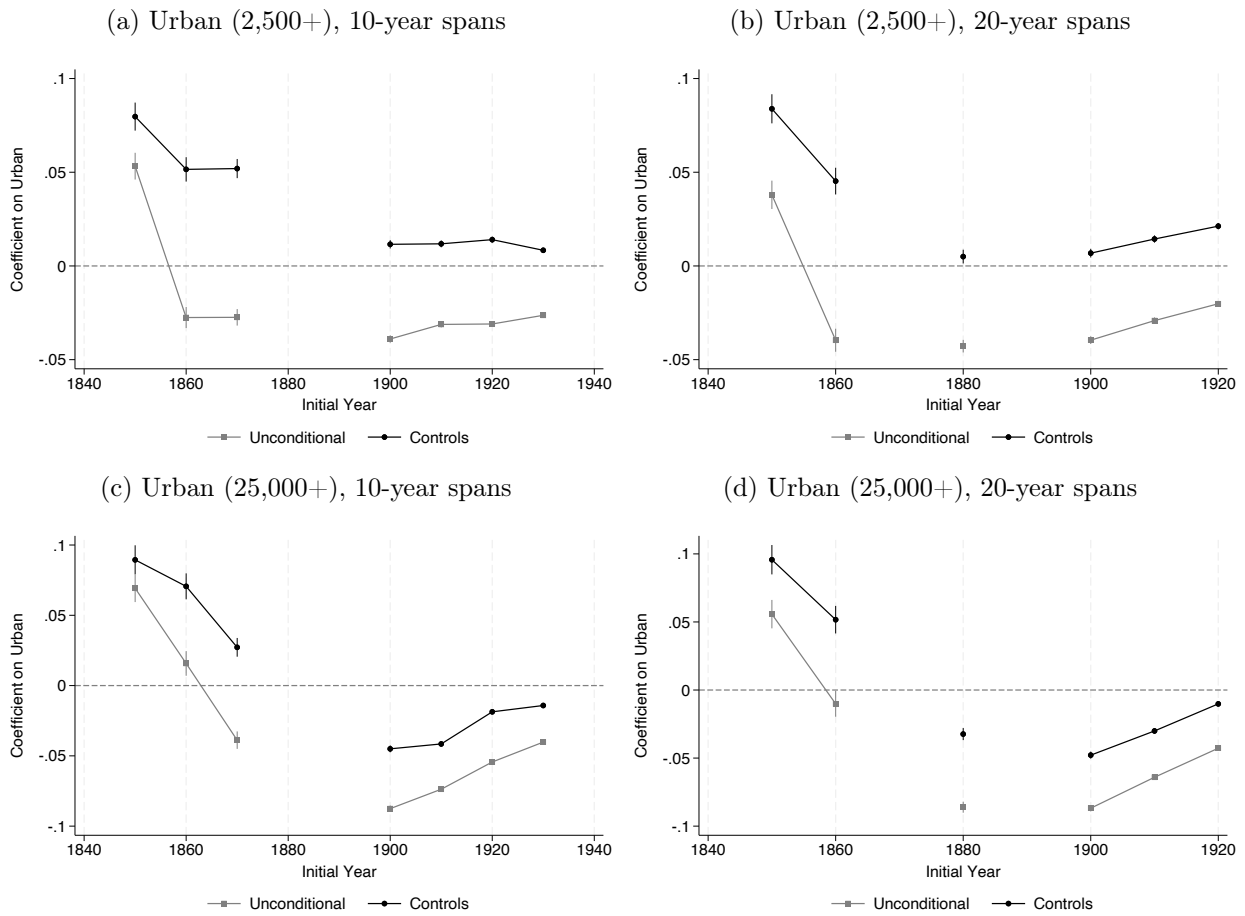 (a) Urban (2,500+), 10-year spans
.1
.05
0
-.05
Coefficient on Urban
1840 1860 1880 1900 1920 1940
Initial Year
Unconditional Controls
(b) Urban (2,500+), 20-year spans
.1
.05
0
-.05
Coefficient on Urban
1840 1860 1880 1900 1920
Initial Year
Unconditional Controls
(c) Urban (25,000+), 10-year spans
.1
.05
0
-.05
-.1
Coefficient on Urban
1840 1860 1880 1900 1920 1940
Initial Year
Unconditional Controls
(d) Urban (25,000+), 20-year spans
.1
.05
0
-.05
-.1
Coefficient on Urban
1840 1860 1880 1900 1920
Initial Year
Unconditional Controls